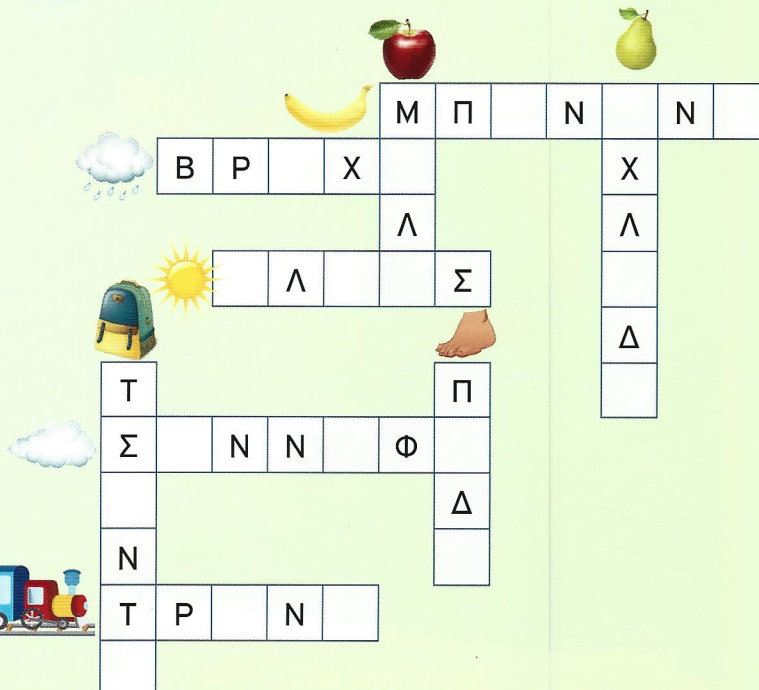 Μ Π Ν Ν
Β Ρ Χ Χ
Λ Λ
Λ Σ
Δ
Τ Π
Σ Ν Ν Φ
Δ
Ν
Τ Ρ Ν